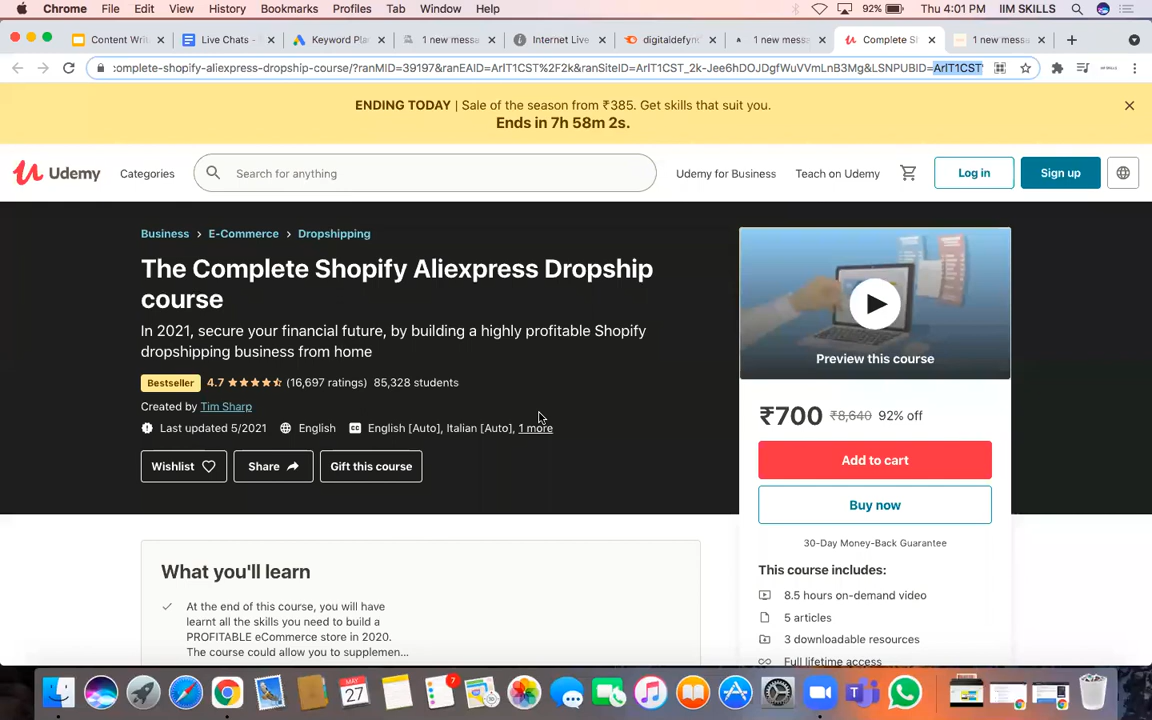 Chrome File Edit View History Bookmarks Profiles Tab Window Help 92% Thu 4:01 PM IIM SKILLS
Content Writ Live Chats - Keyword Pla 1 new messa Internet Live digitaldefyn 1 new messa Complete S 1 new messa
:omplete-shopify-aliexpress-dropship-course/?ranMID=39197&ranEAID=ArIT1CST%2F2k&ranSiteID=ArIT1CST_2k-Jee6hDOJDgfWuVVmLnB3Mg&LSNPUBID=ArIT1CST
ENDING TODAY | Sale of the season from ₹385. Get skills that suit you.
Ends in 7h 58m 2s.
Udemy Categories Search for anything Udemy for Business Teach on Udemy Log in Sign up
Business > E-Commerce > Dropshipping
The Complete Shopify Aliexpress Dropship
course
In 2021, secure your financial future, by building a highly profitable Shopify
dropshipping business from home
Bestseller 4.7 (16,697 ratings) 85,328 students
Created by Tim Sharp
Last updated 5/2021 English CC English [Auto], Italian [Auto], 1 more
Wishlist Share Gift this course
Preview this course
₹700 ₹8,640 92% off
Add to cart
Buy now
30-Day Money-Back Guarantee
This course includes:
8.5 hours on-demand video
5 articles
3 downloadable resources
Full lifetime access
What you'll learn
At the end of this course, you will have
learnt all the skills you need to build a
PROFITABLE eCommerce store in 2020.
The course could allow you to supplemen...
MAY
27
7